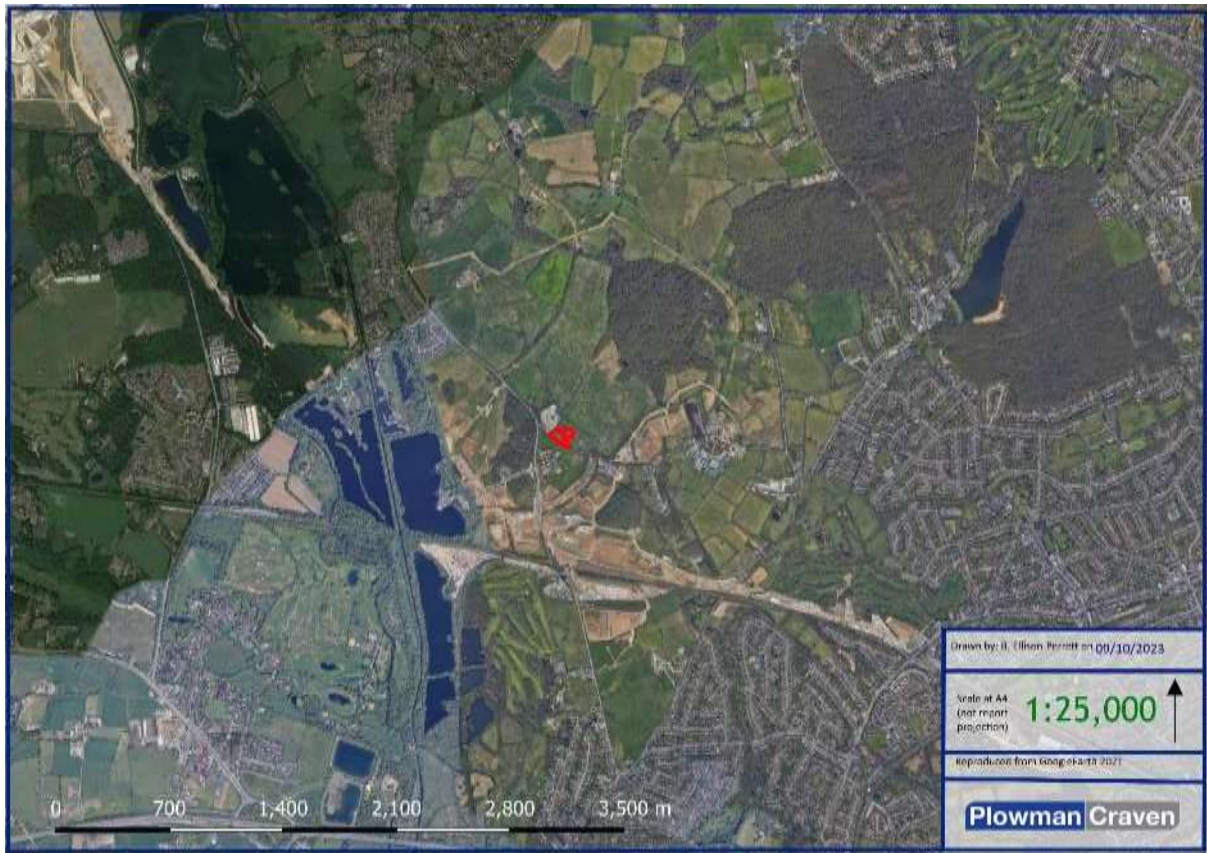 Drawn by: B. Ellison Perrett on 09/10/2023
Scale at A4
(not report
projection)
1:25,000
Reproduced from GoogleEarth 2021
0 700 1,400 2,100 2,800 3,500 m
Plowman Craven